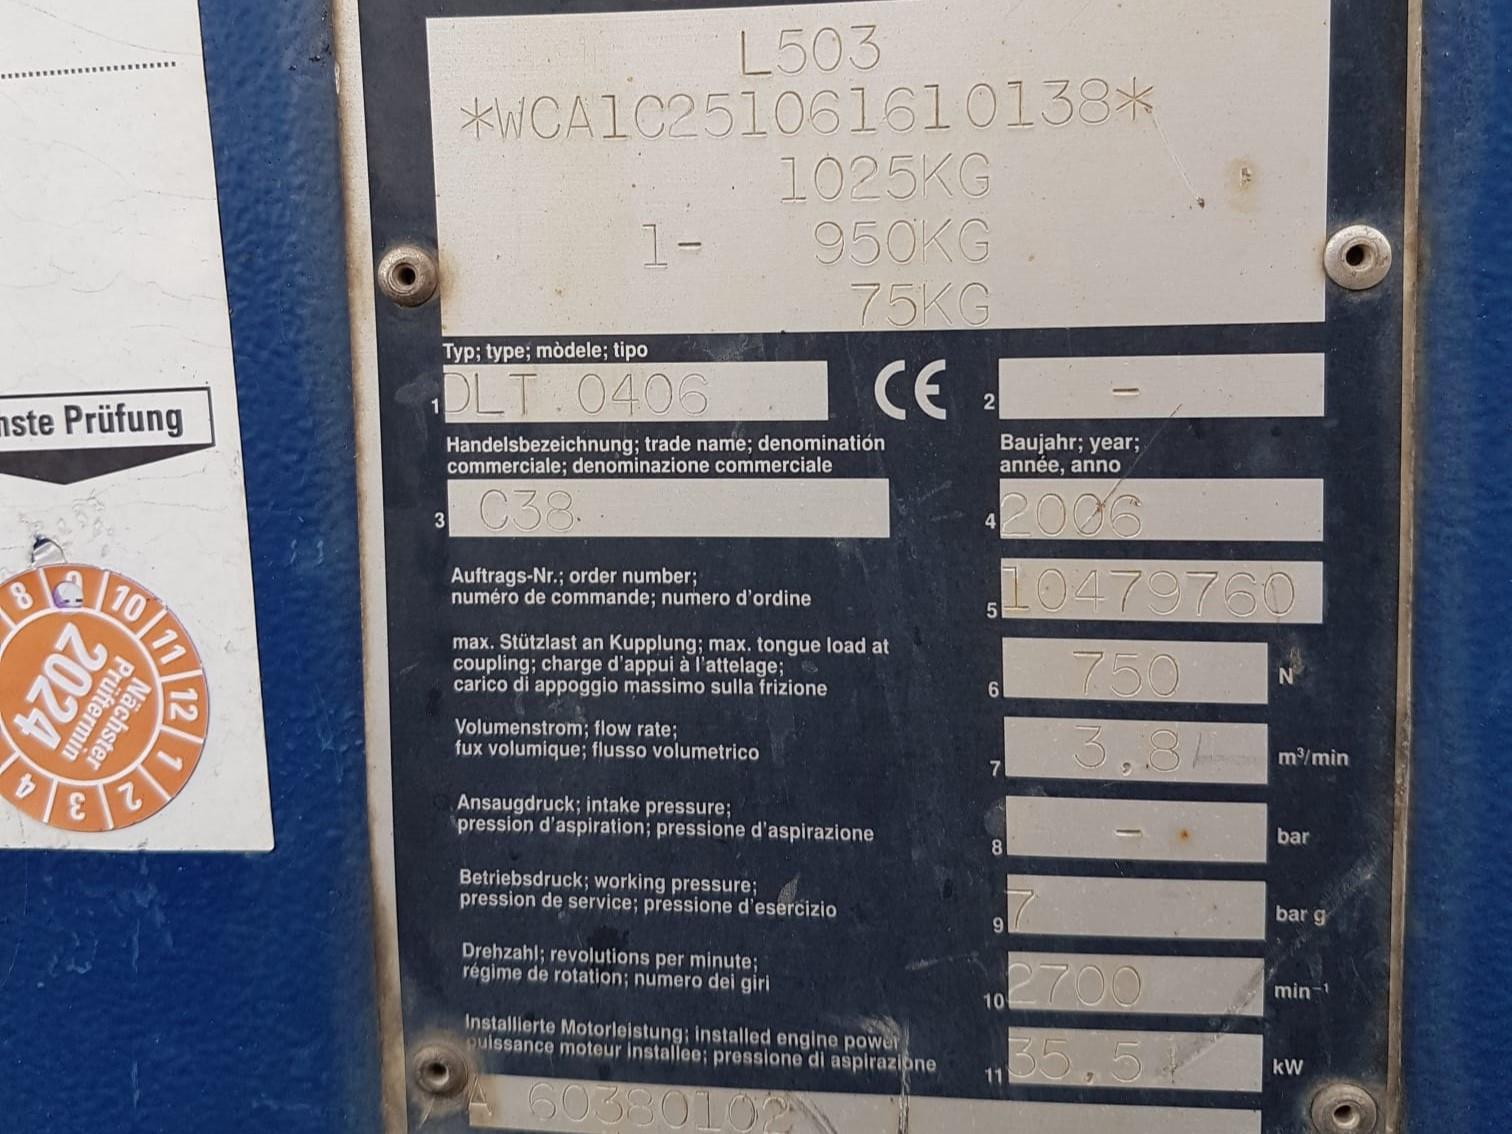 L503
*WCA1C251061610138*
1025KG
1- 950KG
75KG
Typ; type; mòdele; tipo
1 DLT 0406
CE
2 -
Handelsbezeichnung; trade name; denominatión
commerciale; denominazione commerciale
3 C38
Baujahr; year;
année, anno
4 2006
Auftrags-Nr.; order number;
numéro de commande; numero d'ordine
5 10479760
max. Stützlast an Kupplung; max. tongue load at
coupling; charge d'appui à l'attelage;
carico di appoggio massimo sulla frizione
6 750 N
Volumenstrom; flow rate;
fux volumique; flusso volumetrico
7 3,8 m³/min
Ansaugdruck; intake pressure;
pression d'aspiration; pressione d'aspirazione
8 - bar
Betriebsdruck; working pressure;
pression de service; pressione d'esercizio
9 7 bar g
Drehzahl; revolutions per minute;
régime de rotation; numero dei giri
10 2700 min⁻¹
Installierte Motorleistung; installed engine power
puissance moteur installee; pressione di aspirazione
11 35,5 kW
A 60380102
Prüfung
8 9 10 11 12 1 2 3 4
Nächster
Prüftermin
2024